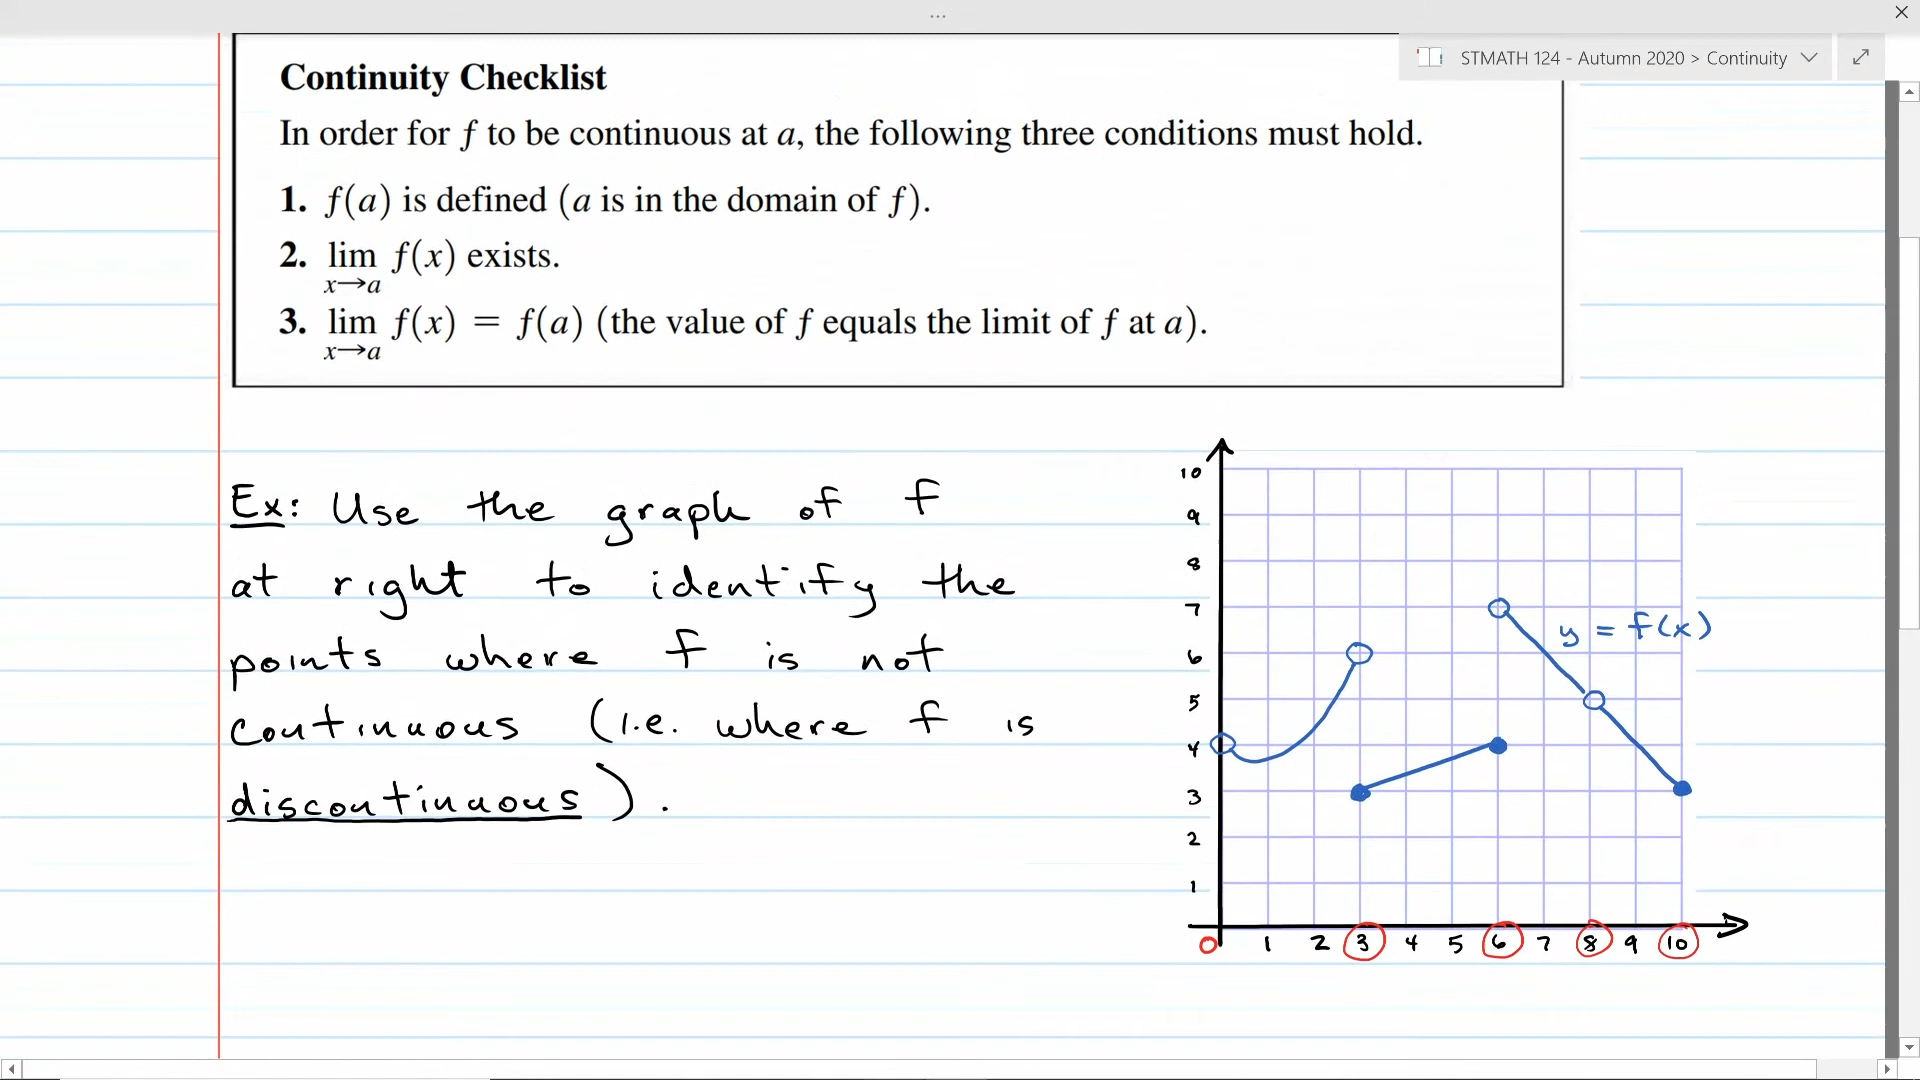 STMATH 124 - Autumn 2020 > Continuity
Continuity Checklist
In order for f to be continuous at a, the following three conditions must hold.
1. f(a) is defined (a is in the domain of f).
2. lim f(x) exists.
x→a
3. lim f(x) = f(a) (the value of f equals the limit of f at a).
x→a
Ex: Use the graph of f
at right to identify the
points where f is not
continuous (i.e. where f is
discontinuous).
10
9
8
7
6
5
4
3
2
1
y = f(x)
0 1 2 3 4 5 6 7 8 9 10